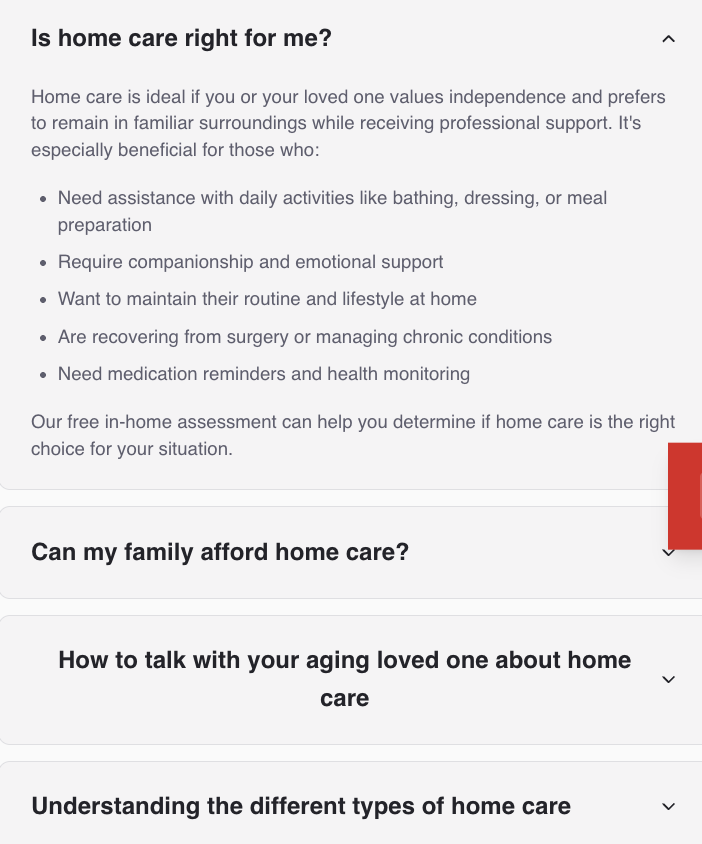 Is home care right for me?
Home care is ideal if you or your loved one values independence and prefers
to remain in familiar surroundings while receiving professional support. It's
especially beneficial for those who:
• Need assistance with daily activities like bathing, dressing, or meal
preparation
• Require companionship and emotional support
• Want to maintain their routine and lifestyle at home
• Are recovering from surgery or managing chronic conditions
• Need medication reminders and health monitoring
Our free in-home assessment can help you determine if home care is the right
choice for your situation.
Can my family afford home care?
How to talk with your aging loved one about home
care
Understanding the different types of home care